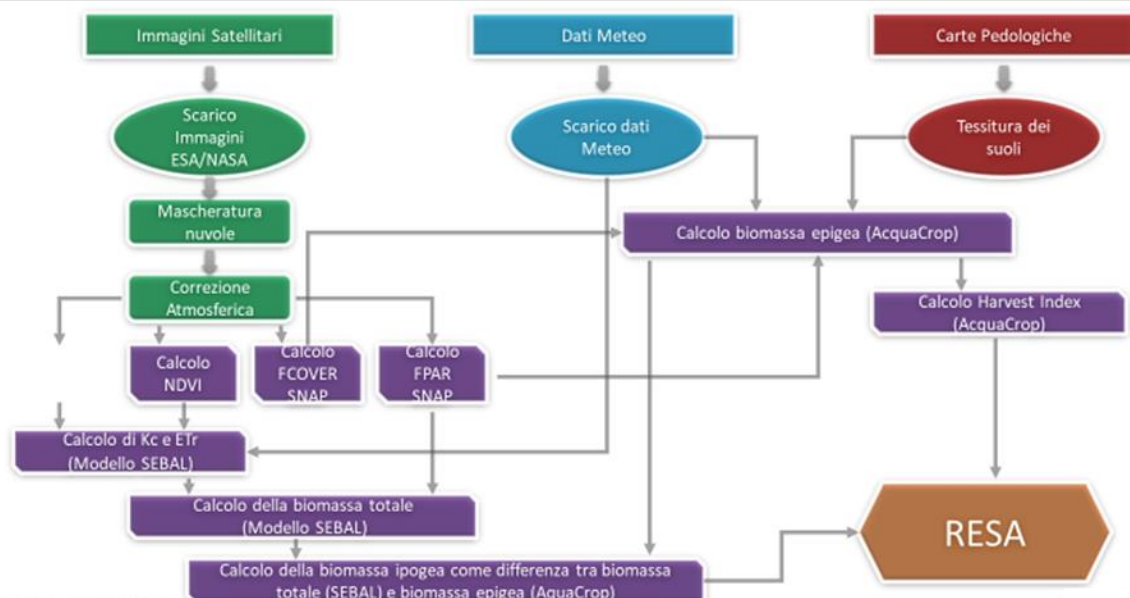 Immagini Satellitari
Dati Meteo
Carte Pedologiche
Scarico
Immagini
ESA/NASA
Scarico dati
Meteo
Tessitura dei
suoli
Mascheratura
nuvole
Calcolo biomassa epigea (AcquaCrop)
Correzione
Atmosferica
Calcolo Harvest Index
(AcquaCrop)
Calcolo
NDVI
Calcolo
FCOVER
SNAP
Calcolo
FPAR
SNAP
Calcolo di Kc e ETr
(Modello SEBAL)
Calcolo della biomassa totale
(Modello SEBAL)
RESA
Calcolo della biomassa ipogea come differenza tra biomassa
totale (SEBAL) e biomassa epigea (AquaCrop)